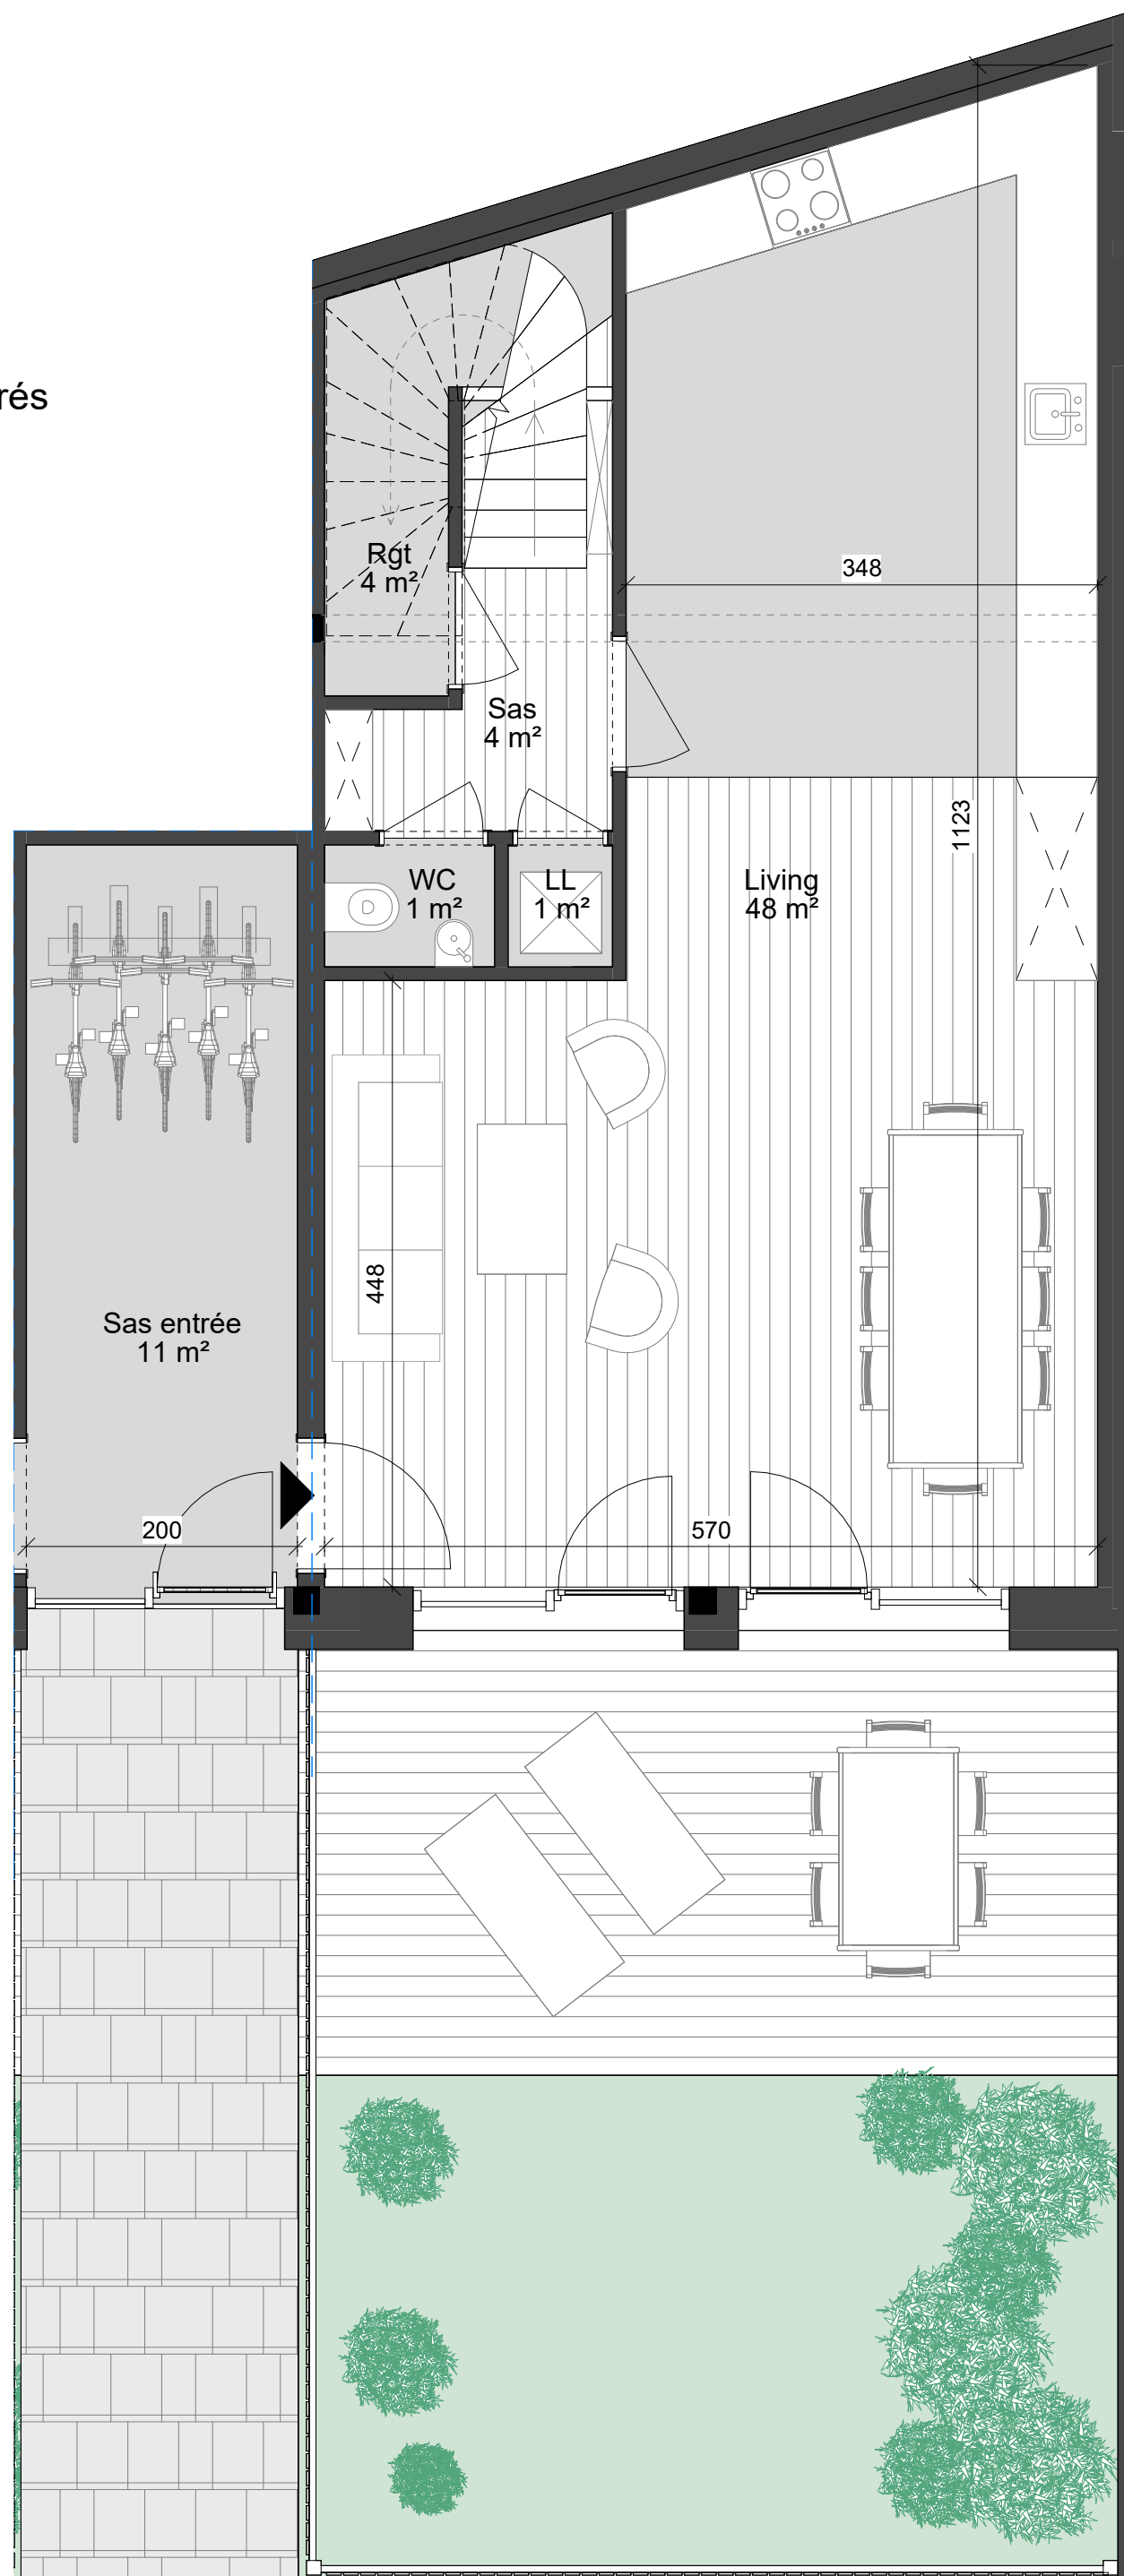 rés
Rgt
4 m²
348
Sas
4 m²
1123
WC
1 m²
LL
1 m²
Living
48 m²
448
Sas entrée
11 m²
200
570